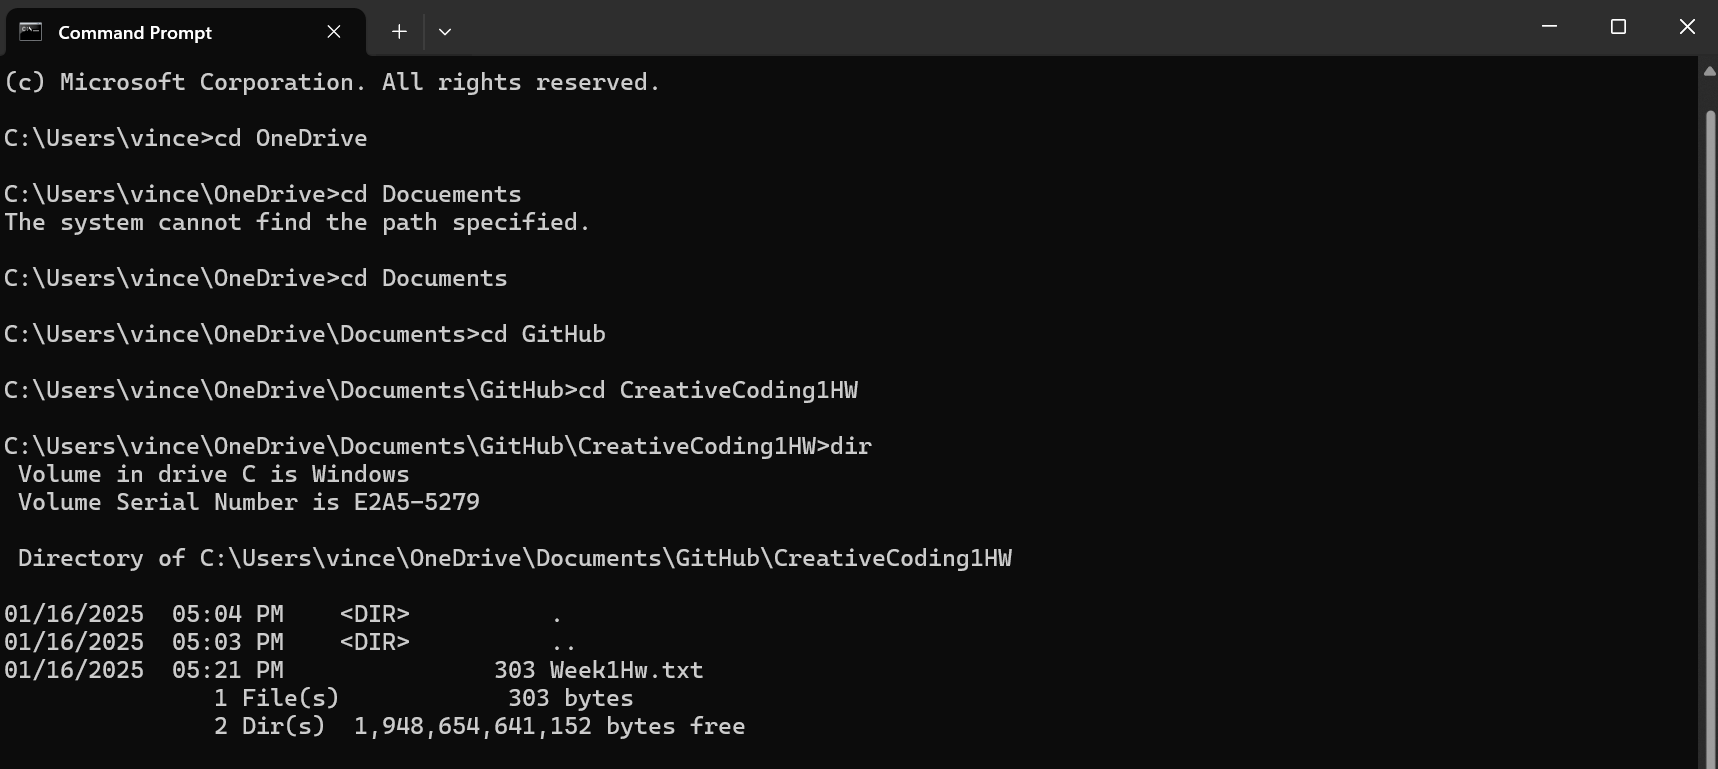 Command Prompt
(c) Microsoft Corporation. All rights reserved.
C:\Users\vince>cd OneDrive
C:\Users\vince\OneDrive>cd Docuements
The system cannot find the path specified.
C:\Users\vince\OneDrive>cd Documents
C:\Users\vince\OneDrive\Documents>cd GitHub
C:\Users\vince\OneDrive\Documents\GitHub>cd CreativeCoding1HW
C:\Users\vince\OneDrive\Documents\GitHub\CreativeCoding1HW>dir
 Volume in drive C is Windows
 Volume Serial Number is E2A5-5279
 Directory of C:\Users\vince\OneDrive\Documents\GitHub\CreativeCoding1HW
01/16/2025  05:04 PM    <DIR>          .
01/16/2025  05:03 PM    <DIR>          ..
01/16/2025  05:21 PM               303 Week1Hw.txt
               1 File(s)            303 bytes
               2 Dir(s)  1,948,654,641,152 bytes free